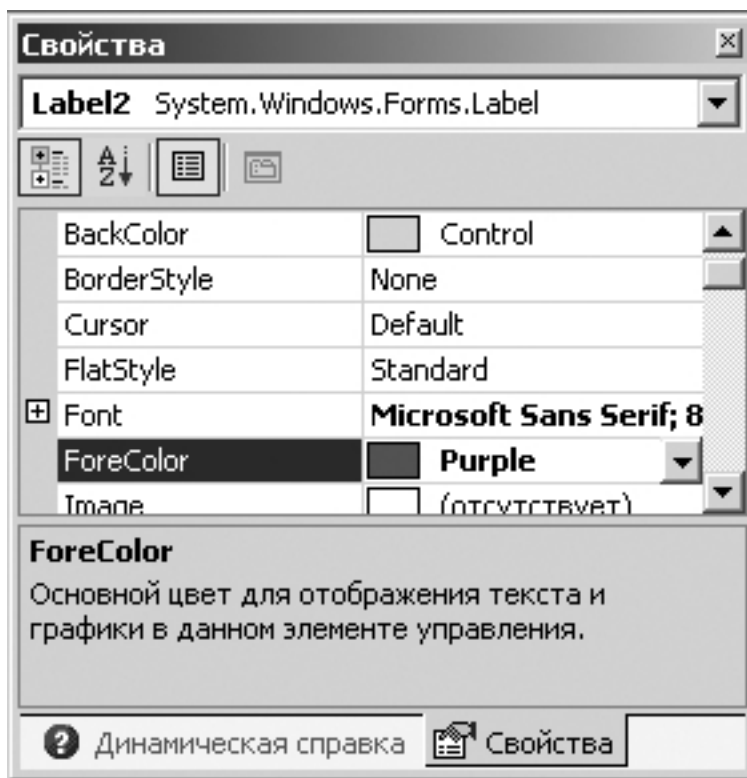 Свойства
Label2 System.Windows.Forms.Label
BackColor Control
BorderStyle None
Cursor Default
FlatStyle Standard
Font Microsoft Sans Serif; 8
ForeColor Purple
Image (отсутствует)
ForeColor
Основной цвет для отображения текста и
графики в данном элементе управления.
Динамическая справка Свойства